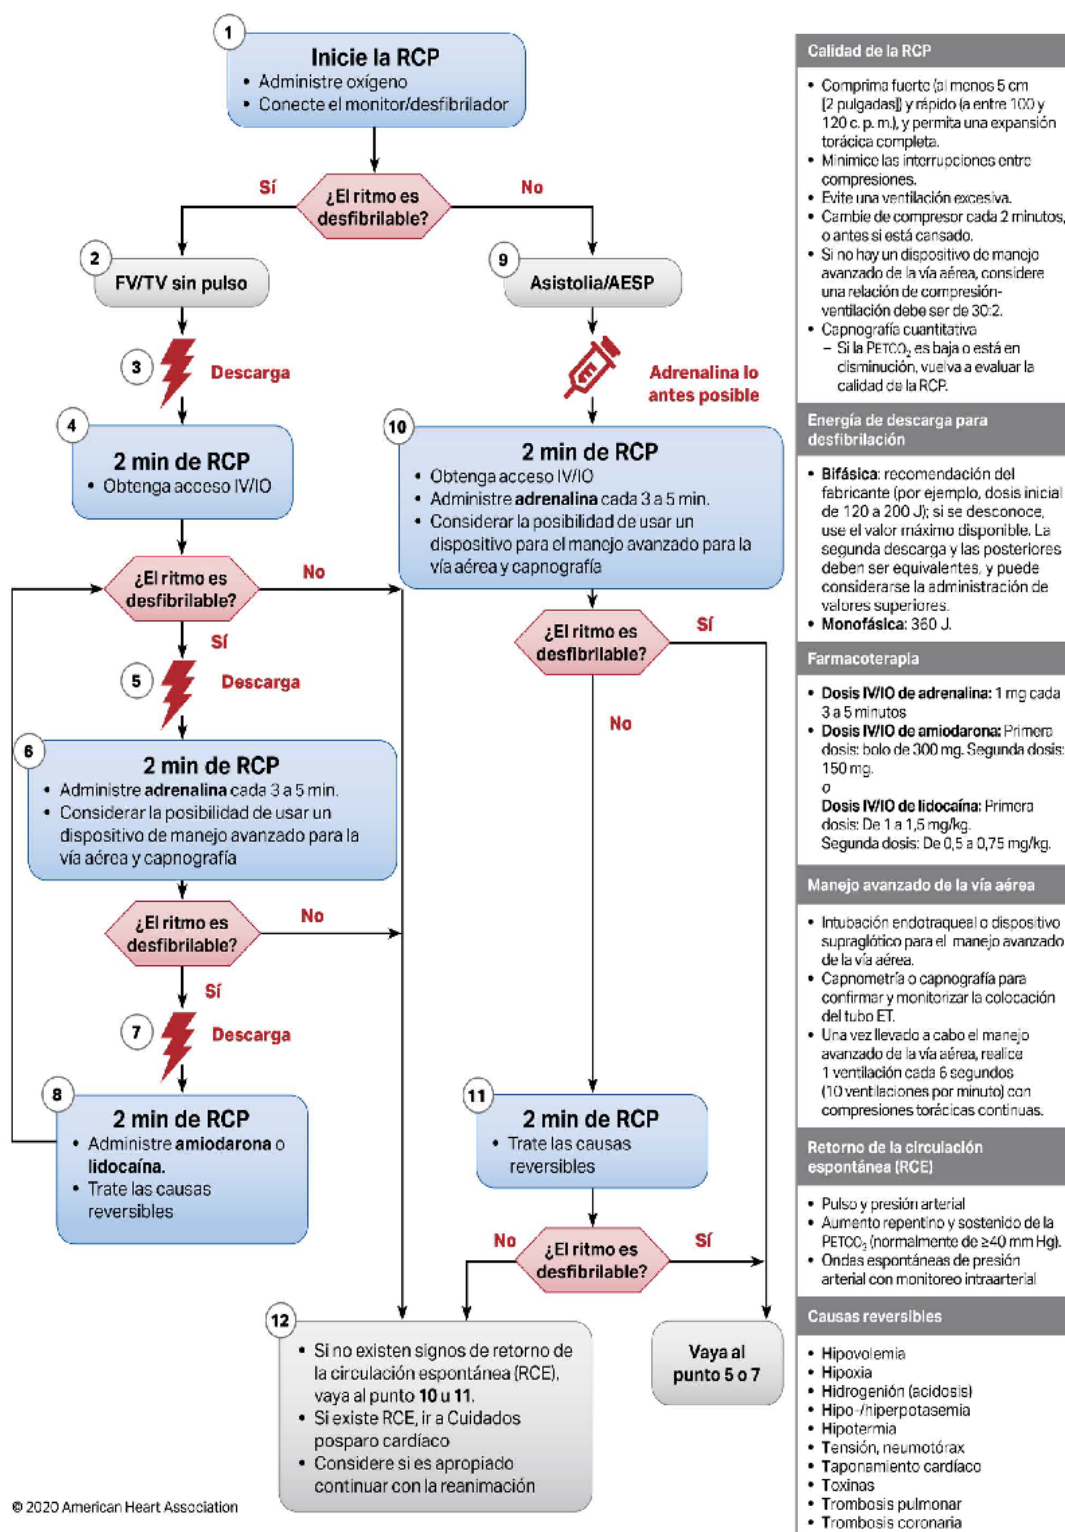 1
Inicie la RCP
• Administre oxígeno
• Conecte el monitor/desfibrilador
Sí
¿El ritmo es
desfibrilable?
No
2
FV/TV sin pulso
9
Asistolia/AESP
3
Descarga
Adrenalina lo
antes posible
4
2 min de RCP
• Obtenga acceso IV/IO
10
2 min de RCP
• Obtenga acceso IV/IO
• Administre adrenalina cada 3 a 5 min.
• Considerar la posibilidad de usar un
dispositivo para el manejo avanzado para la
vía aérea y capnografía
¿El ritmo es
desfibrilable?
No
Sí
¿El ritmo es
desfibrilable?
Sí
No
5
Descarga
6
2 min de RCP
• Administre adrenalina cada 3 a 5 min.
• Considerar la posibilidad de usar un
dispositivo de manejo avanzado para la
vía aérea y capnografía
¿El ritmo es
desfibrilable?
No
Sí
7
Descarga
8
2 min de RCP
• Administre amiodarona o
lidocaína.
• Trate las causas
reversibles
11
2 min de RCP
• Trate las causas
reversibles
No
¿El ritmo es
desfibrilable?
Sí
12
• Si no existen signos de retorno de
la circulación espontánea (RCE),
vaya al punto 10 u 11.
• Si existe RCE, ir a Cuidados
posparo cardíaco
• Considere si es apropiado
continuar con la reanimación
Vaya al
punto 5 o 7
© 2020 American Heart Association
Calidad de la RCP
• Comprima fuerte (al menos 5 cm
[2 pulgadas]) y rápido (a entre 100 y
120 c. p. m.), y permita una expansión
torácica completa.
• Minimice las interrupciones entre
compresiones.
• Evite una ventilación excesiva.
• Cambie de compresor cada 2 minutos,
o antes si está cansado.
• Si no hay un dispositivo de manejo
avanzado de la vía aérea, considere
una relación de compresión-
ventilación debe ser de 30:2.
• Capnografía cuantitativa
– Si la PETCO₂ es baja o está en
disminución, vuelva a evaluar la
calidad de la RCP.
Energía de descarga para
desfibrilación
• Bifásica: recomendación del
fabricante (por ejemplo, dosis inicial
de 120 a 200 J); si se desconoce,
use el valor máximo disponible. La
segunda descarga y las posteriores
deben ser equivalentes, y puede
considerarse la administración de
valores superiores.
• Monofásica: 360 J.
Farmacoterapia
• Dosis IV/IO de adrenalina: 1 mg cada
3 a 5 minutos
• Dosis IV/IO de amiodarona: Primera
dosis: bolo de 300 mg. Segunda dosis:
150 mg.
o
Dosis IV/IO de lidocaína: Primera
dosis: De 1 a 1,5 mg/kg.
Segunda dosis: De 0,5 a 0,75 mg/kg.
Manejo avanzado de la vía aérea
• Intubación endotraqueal o dispositivo
supraglótico para el manejo avanzado
de la vía aérea.
• Capnometría o capnografía para
confirmar y monitorizar la colocación
del tubo ET.
• Una vez llevado a cabo el manejo
avanzado de la vía aérea, realice
1 ventilación cada 6 segundos
(10 ventilaciones por minuto) con
compresiones torácicas continuas.
Retorno de la circulación
espontánea (RCE)
• Pulso y presión arterial
• Aumento repentino y sostenido de la
PETCO₂ (normalmente de ≥40 mm Hg).
• Ondas espontáneas de presión
arterial con monitoreo intraarterial
Causas reversibles
• Hipovolemia
• Hipoxia
• Hidrogenión (acidosis)
• Hipo-/hiperpotasemia
• Hipotermia
• Tensión, neumotórax
• Taponamiento cardíaco
• Toxinas
• Trombosis pulmonar
• Trombosis coronaria